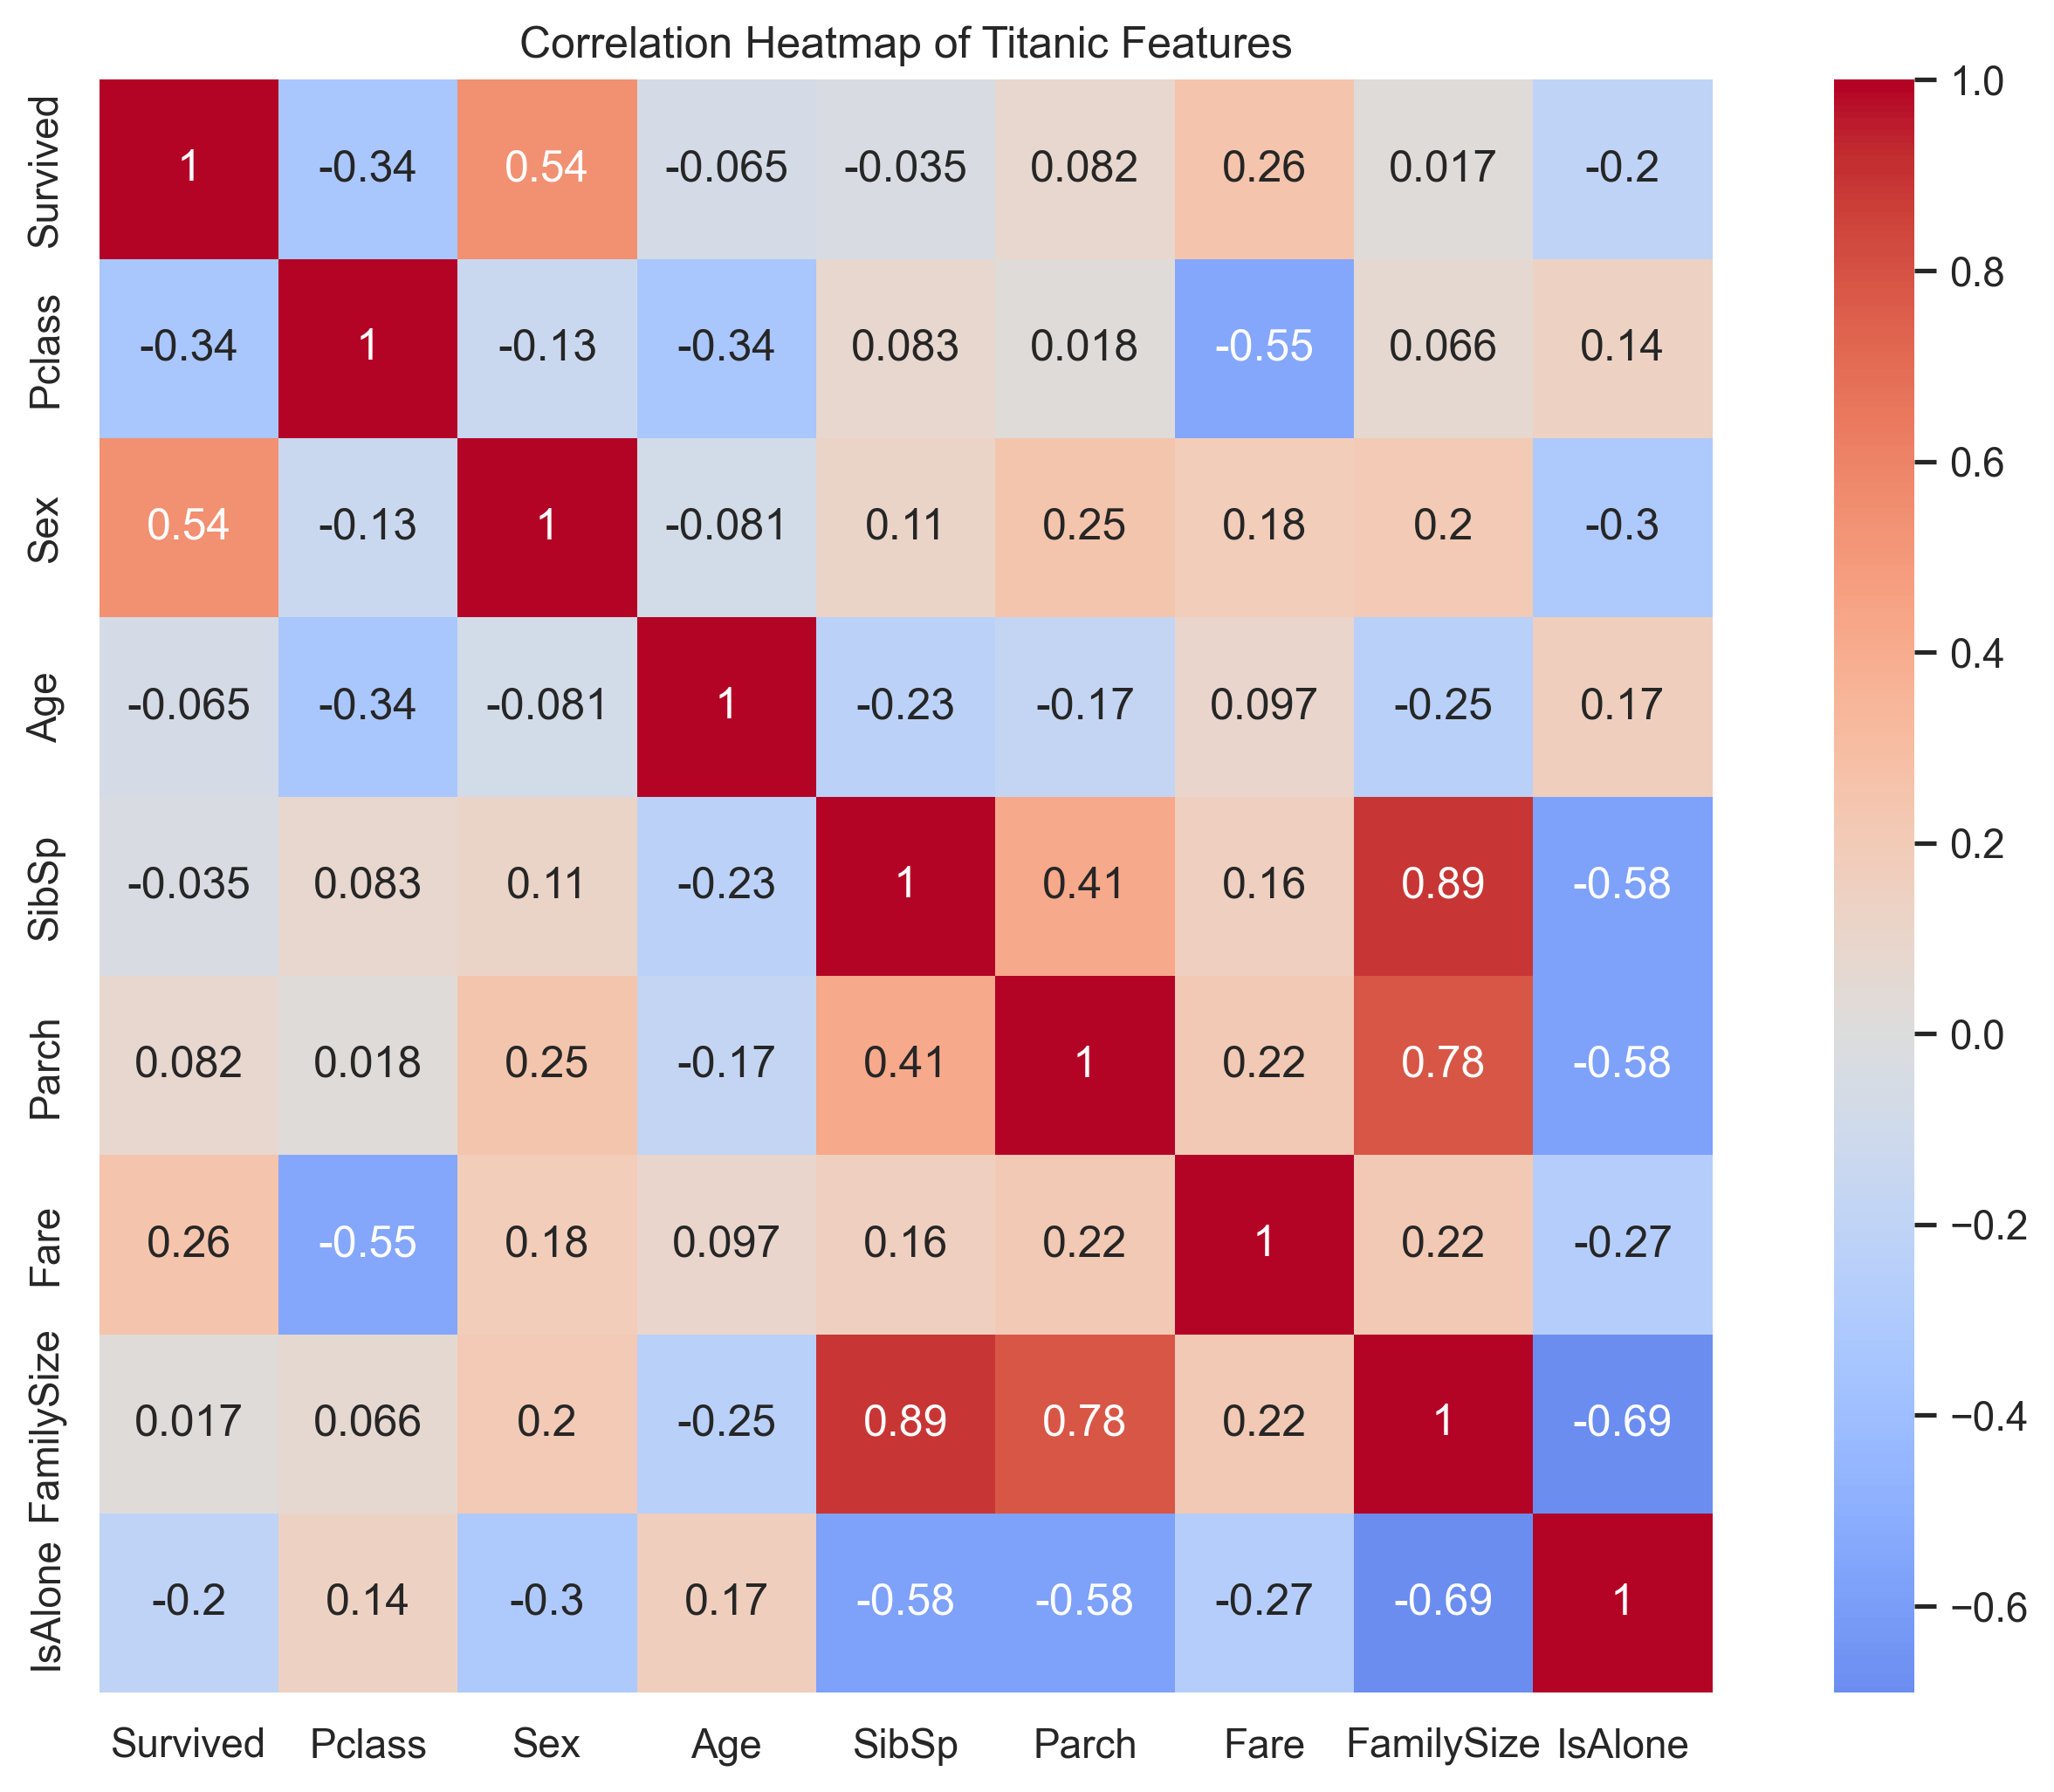 Correlation Heatmap of Titanic Features
Survived 1 -0.34 0.54 -0.065 -0.035 0.082 0.26 0.017 -0.2
Pclass -0.34 1 -0.13 -0.34 0.083 0.018 -0.55 0.066 0.14
Sex 0.54 -0.13 1 -0.081 0.11 0.25 0.18 0.2 -0.3
Age -0.065 -0.34 -0.081 1 -0.23 -0.17 0.097 -0.25 0.17
SibSp -0.035 0.083 0.11 -0.23 1 0.41 0.16 0.89 -0.58
Parch 0.082 0.018 0.25 -0.17 0.41 1 0.22 0.78 -0.58
Fare 0.26 -0.55 0.18 0.097 0.16 0.22 1 0.22 -0.27
FamilySize 0.017 0.066 0.2 -0.25 0.89 0.78 0.22 1 -0.69
IsAlone -0.2 0.14 -0.3 0.17 -0.58 -0.58 -0.27 -0.69 1
Survived Pclass Sex Age SibSp Parch Fare FamilySize IsAlone
1.0
0.8
0.6
0.4
0.2
0.0
−0.2
−0.4
−0.6